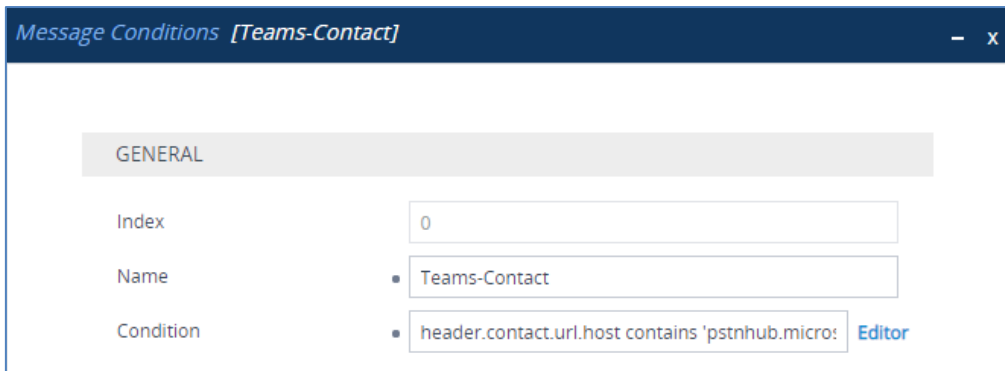 Message Conditions [Teams-Contact] – x
GENERAL
Index 0
Name Teams-Contact
Condition header.contact.url.host contains 'pstnhub.micros Editor